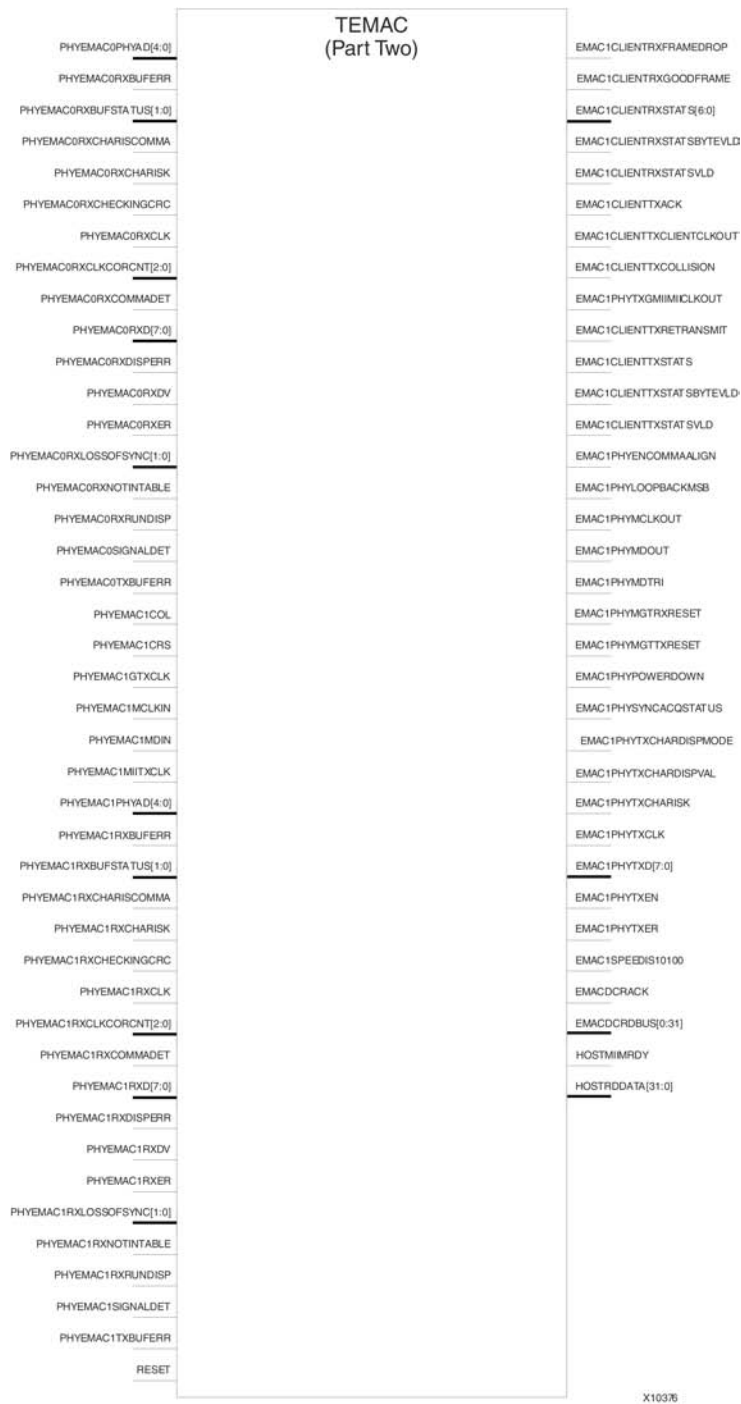 TEMAC
(Part Two)
PHYEMAC0PHYAD[4:0]
PHYEMAC0RXBUFERR
PHYEMAC0RXBUFSTATUS[1:0]
PHYEMAC0RXCHARISCOMMA
PHYEMAC0RXCHARISK
PHYEMAC0RXCHECKINGCRC
PHYEMAC0RXCLK
PHYEMAC0RXCLKCORCNT[2:0]
PHYEMAC0RXCOMMADET
PHYEMAC0RXD[7:0]
PHYEMAC0RXDISPERR
PHYEMAC0RXDV
PHYEMAC0RXER
PHYEMAC0RXLOSSOFSYNC[1:0]
PHYEMAC0RXNOTINTABLE
PHYEMAC0RXRUNDISP
PHYEMAC0SIGNALDET
PHYEMAC0TXBUFERR
PHYEMAC1COL
PHYEMAC1CRS
PHYEMAC1GTXCLK
PHYEMAC1MCLKIN
PHYEMAC1MDIN
PHYEMAC1MIITXCLK
PHYEMAC1PHYAD[4:0]
PHYEMAC1RXBUFERR
PHYEMAC1RXBUFSTATUS[1:0]
PHYEMAC1RXCHARISCOMMA
PHYEMAC1RXCHARISK
PHYEMAC1RXCHECKINGCRC
PHYEMAC1RXCLK
PHYEMAC1RXCLKCORCNT[2:0]
PHYEMAC1RXCOMMADET
PHYEMAC1RXD[7:0]
PHYEMAC1RXDISPERR
PHYEMAC1RXDV
PHYEMAC1RXER
PHYEMAC1RXLOSSOFSYNC[1:0]
PHYEMAC1RXNOTINTABLE
PHYEMAC1RXRUNDISP
PHYEMAC1SIGNALDET
PHYEMAC1TXBUFERR
RESET
EMAC1CLIENTRXFRAMEDROP
EMAC1CLIENTRXGOODFRAME
EMAC1CLIENTRXSTATS[6:0]
EMAC1CLIENTRXSTATSBYTEVLD
EMAC1CLIENTRXSTATSVLD
EMAC1CLIENTTXACK
EMAC1CLIENTTXCLIENTCLKOUT
EMAC1CLIENTTXCOLLISION
EMAC1PHYTXGMIIMIICLKOUT
EMAC1CLIENTTXRETRANSMIT
EMAC1CLIENTTXSTATS
EMAC1CLIENTTXSTATSBYTEVLD
EMAC1CLIENTTXSTATSVLD
EMAC1PHYENCOMMAALIGN
EMAC1PHYLOOPBACKMSB
EMAC1PHYMCLKOUT
EMAC1PHYMDOUT
EMAC1PHYMDTRI
EMAC1PHYMGTRXRESET
EMAC1PHYMGTTXRESET
EMAC1PHYPOWERDOWN
EMAC1PHYSYNCACQSTATUS
EMAC1PHYTXCHARDISPMODE
EMAC1PHYTXCHARDISPVAL
EMAC1PHYTXCHARISK
EMAC1PHYTXCLK
EMAC1PHYTXD[7:0]
EMAC1PHYTXEN
EMAC1PHYTXER
EMAC1SPEEDIS10100
EMACDCRACK
EMACDCRDBUS[0:31]
HOSTMIIMRDY
HOSTRDDATA[31:0]
X10376